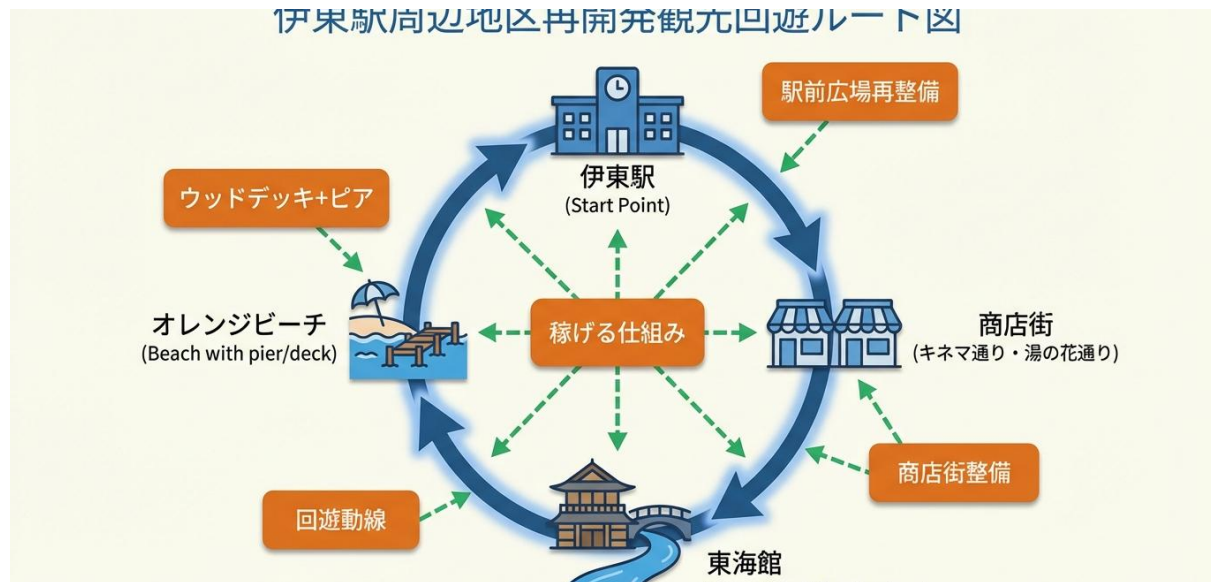 伊東駅周辺地区再開発観光回遊ルート図
駅前広場再整備
伊東駅
(Start Point)
ウッドデッキ+ピア
オレンジビーチ
(Beach with pier/deck)
稼げる仕組み
商店街
(キネマ通り・湯の花通り)
商店街整備
回遊動線
東海館